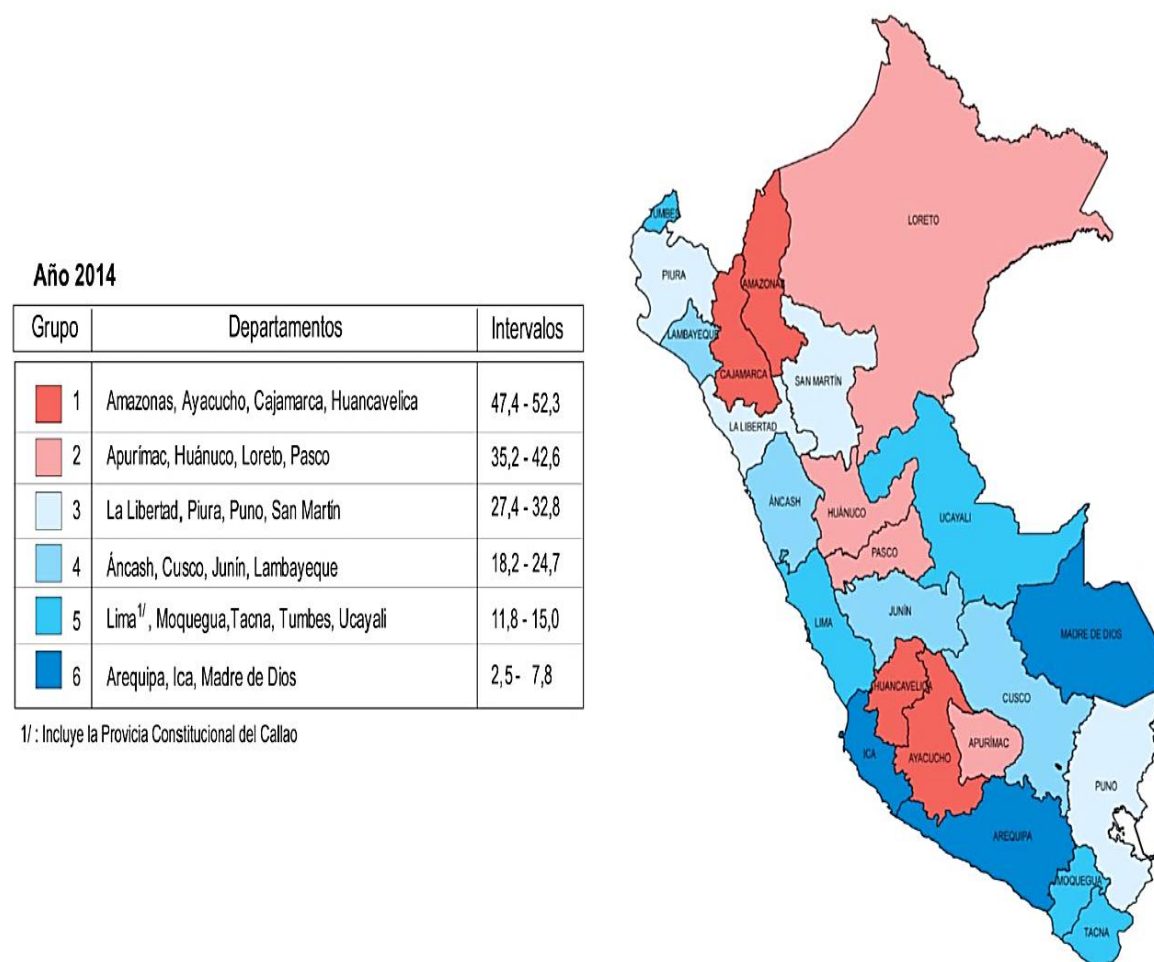 Año 2014
Grupo Departamentos Intervalos
1 Amazonas, Ayacucho, Cajamarca, Huancavelica 47,4 - 52,3
2 Apurímac, Huánuco, Loreto, Pasco 35,2 - 42,6
3 La Libertad, Piura, Puno, San Martín 27,4 - 32,8
4 Áncash, Cusco, Junín, Lambayeque 18,2 - 24,7
5 Lima1/ , Moquegua,Tacna, Tumbes, Ucayali 11,8 - 15,0
6 Arequipa, Ica, Madre de Dios 2,5 - 7,8
1/ : Incluye la Provicia Constitucional del Callao
LORETO
TUMBES
PIURA
AMAZONAS
LAMBAYEQUE
CAJAMARCA
SAN MARTÍN
LA LIBERTAD
ÁNCASH
HUÁNUCO
UCAYALI
PASCO
JUNÍN
LIMA
MADRE DE DIOS
HUANCAVELICA
CUSCO
APURÍMAC
ICA
AYACUCHO
PUNO
AREQUIPA
MOQUEGUA
TACNA